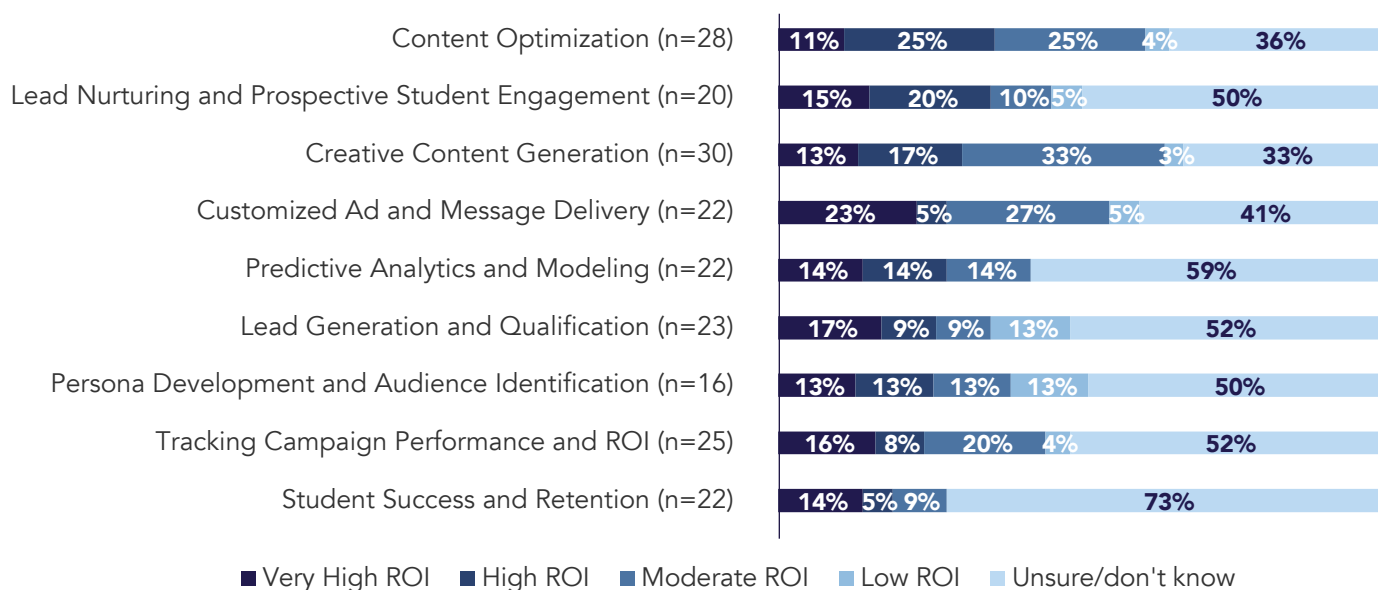 Content Optimization (n=28) 11% 25% 25% 4% 36%
Lead Nurturing and Prospective Student Engagement (n=20) 15% 20% 10% 5% 50%
Creative Content Generation (n=30) 13% 17% 33% 3% 33%
Customized Ad and Message Delivery (n=22) 23% 5% 27% 5% 41%
Predictive Analytics and Modeling (n=22) 14% 14% 14% 59%
Lead Generation and Qualification (n=23) 17% 9% 9% 13% 52%
Persona Development and Audience Identification (n=16) 13% 13% 13% 13% 50%
Tracking Campaign Performance and ROI (n=25) 16% 8% 20% 4% 52%
Student Success and Retention (n=22) 14% 5% 9% 73%
Very High ROI High ROI Moderate ROI Low ROI Unsure/don't know